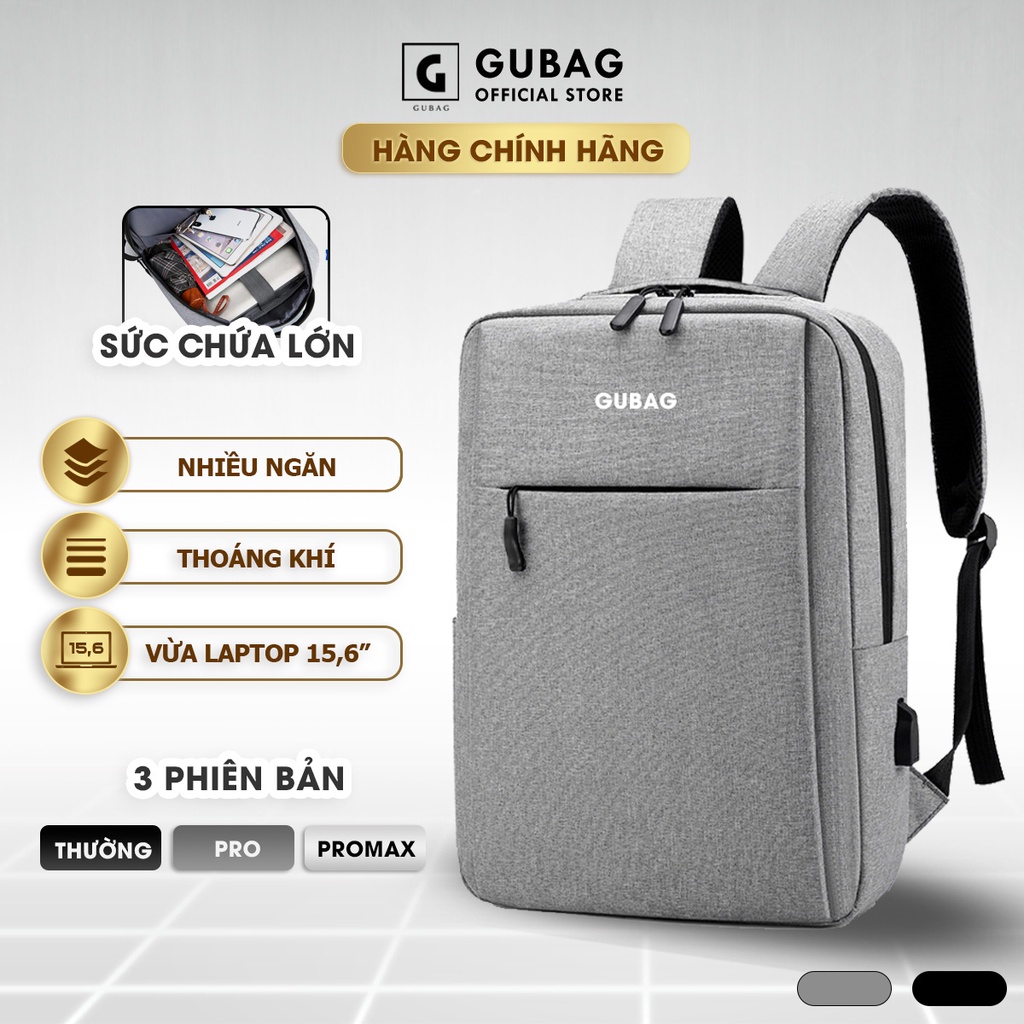 G
GUBAG
GUBAG
OFFICIAL STORE
HÀNG CHÍNH HÃNG
SỨC CHỨA LỚN
GUBAG
NHIỀU NGĂN
THOÁNG KHÍ
15,6
VỪA LAPTOP 15,6”
3 PHIÊN BẢN
THƯỜNG
PRO
PROMAX